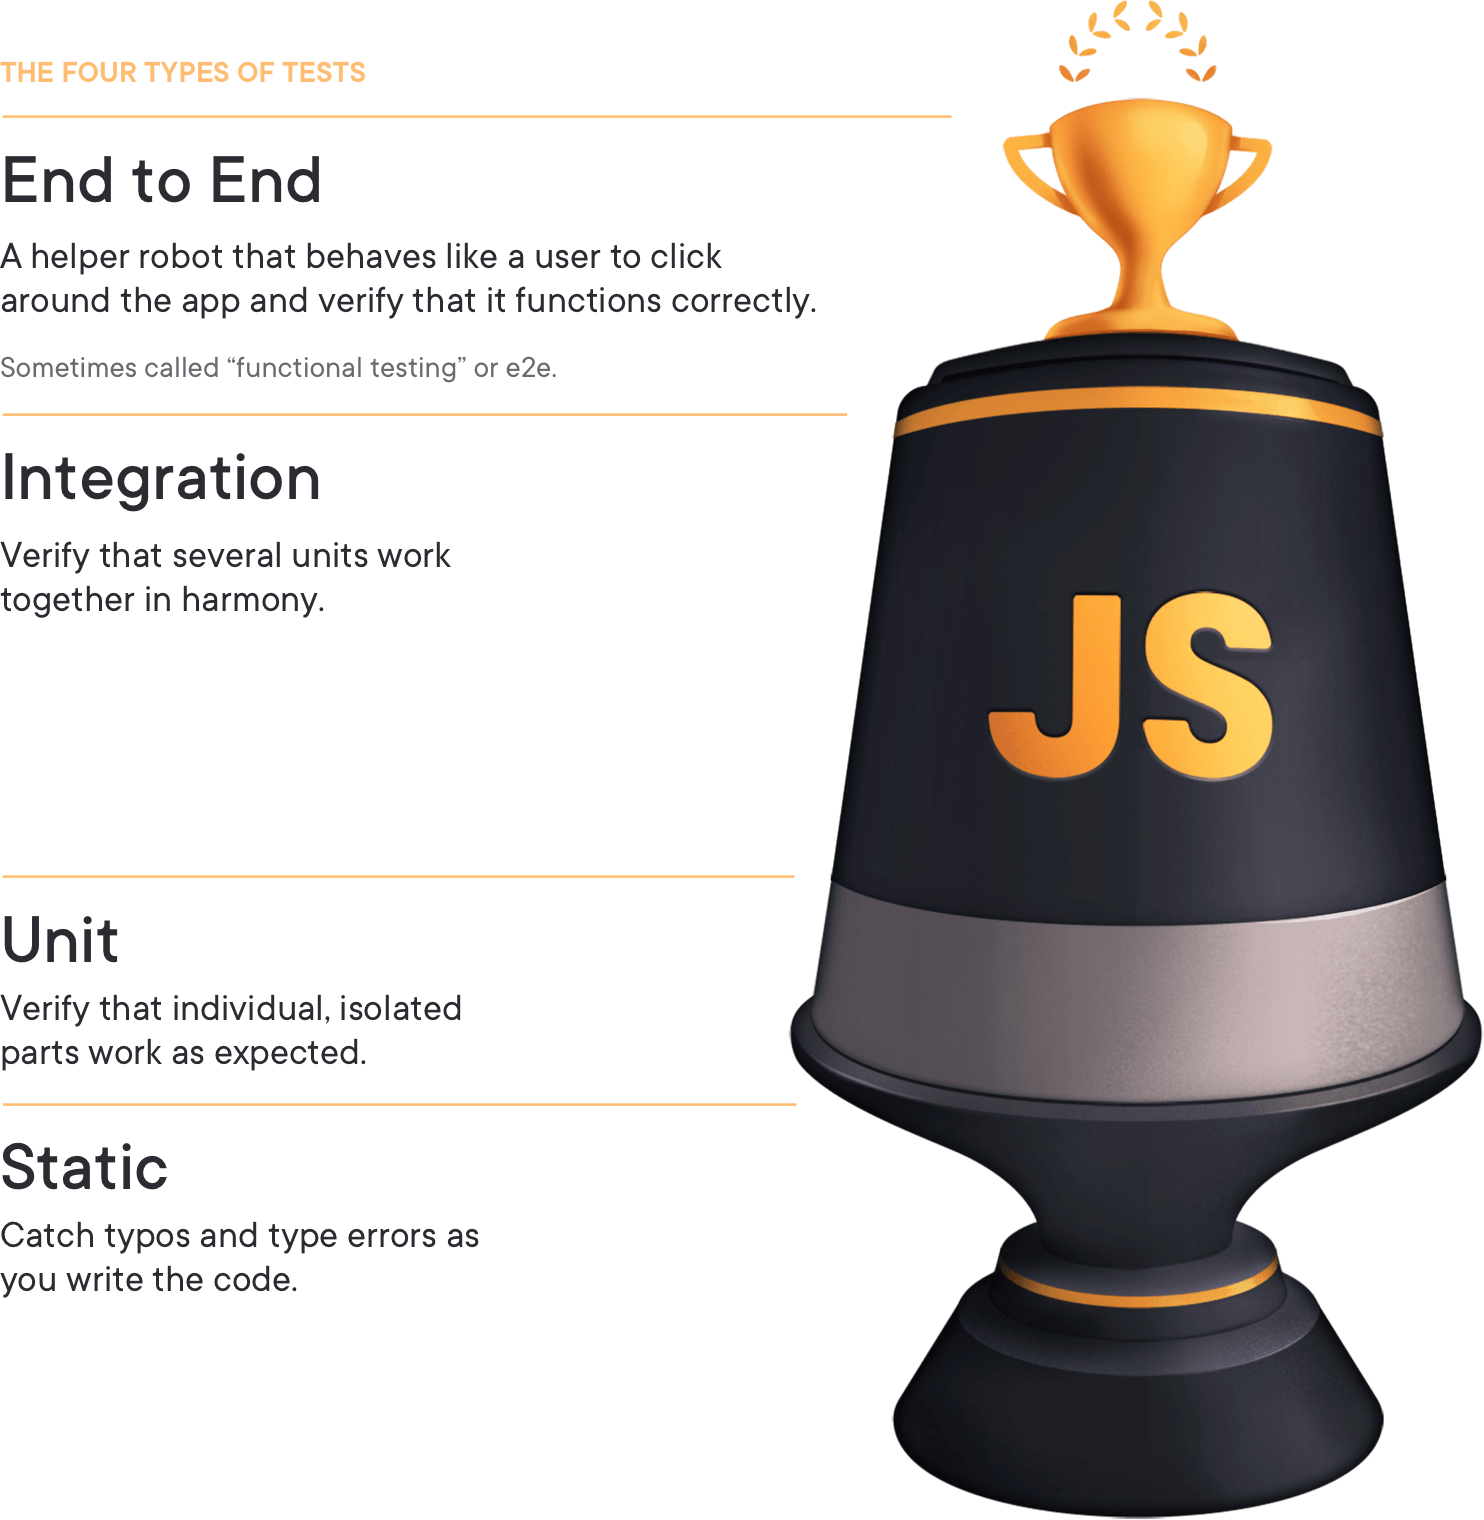 THE FOUR TYPES OF TESTS
End to End
A helper robot that behaves like a user to click
around the app and verify that it functions correctly.
Sometimes called “functional testing” or e2e.
Integration
Verify that several units work
together in harmony.
JS
Unit
Verify that individual, isolated
parts work as expected.
Static
Catch typos and type errors as
you write the code.